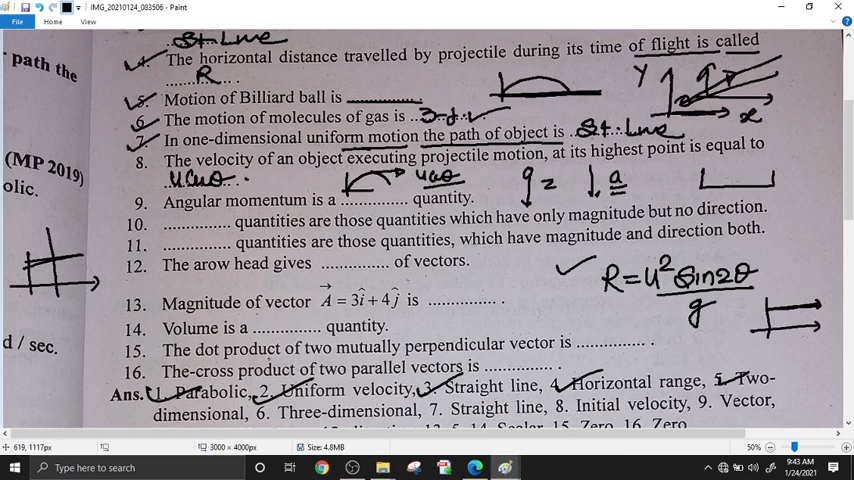 IMG_20210124_083506 - Paint
File Home View
St. Line
4. The horizontal distance travelled by projectile during its time of flight is called
R
path the
5. Motion of Billiard ball is ............
6. The motion of molecules of gas is ..3-d..
7. In one-dimensional uniform motion the path of object is ..St. Line
(MP 2019)
8. The velocity of an object executing projectile motion, at its highest point is equal to
olic.
ucosθ .
9. Angular momentum is a .............. quantity.
10. .............. quantities are those quantities which have only magnitude but no direction.
11. .............. quantities are those quantities, which have magnitude and direction both.
12. The arow head gives .............. of vectors.
R = u² Sin2θ / g
13. Magnitude of vector A = 3i + 4j is .............. .
14. Volume is a .............. quantity.
d / sec.
15. The dot product of two mutually perpendicular vector is .............. .
16. The-cross product of two parallel vectors is .............. .
Ans. 1. Parabolic, 2. Uniform velocity, 3. Straight line, 4. Horizontal range, 5. Two-
dimensional, 6. Three-dimensional, 7. Straight line, 8. Initial velocity, 9. Vector,
14. Scalar, 15. Zero, 16. Zero
619, 1117px 3000 × 4000px Size: 4.8MB 50%
Type here to search
9:43 AM
1/24/2021